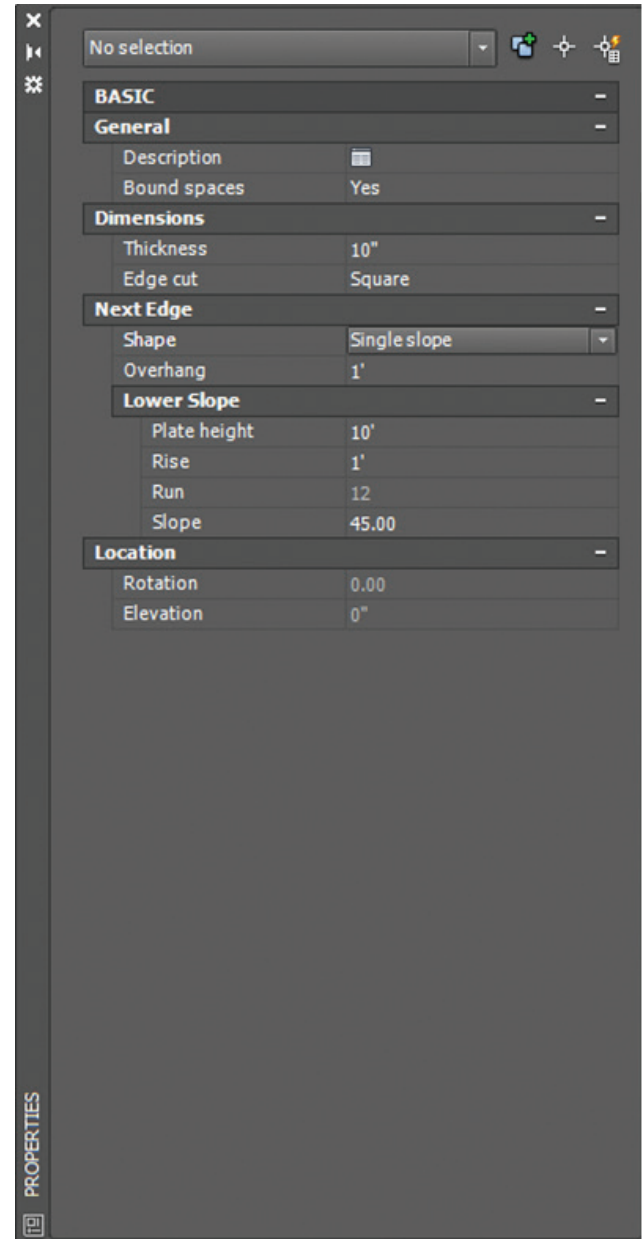 No selection
BASIC
General
Description
Bound spaces Yes
Dimensions
Thickness 10"
Edge cut Square
Next Edge
Shape Single slope
Overhang 1'
Lower Slope
Plate height 10'
Rise 1'
Run 12
Slope 45.00
Location
Rotation 0.00
Elevation 0"
PROPERTIES